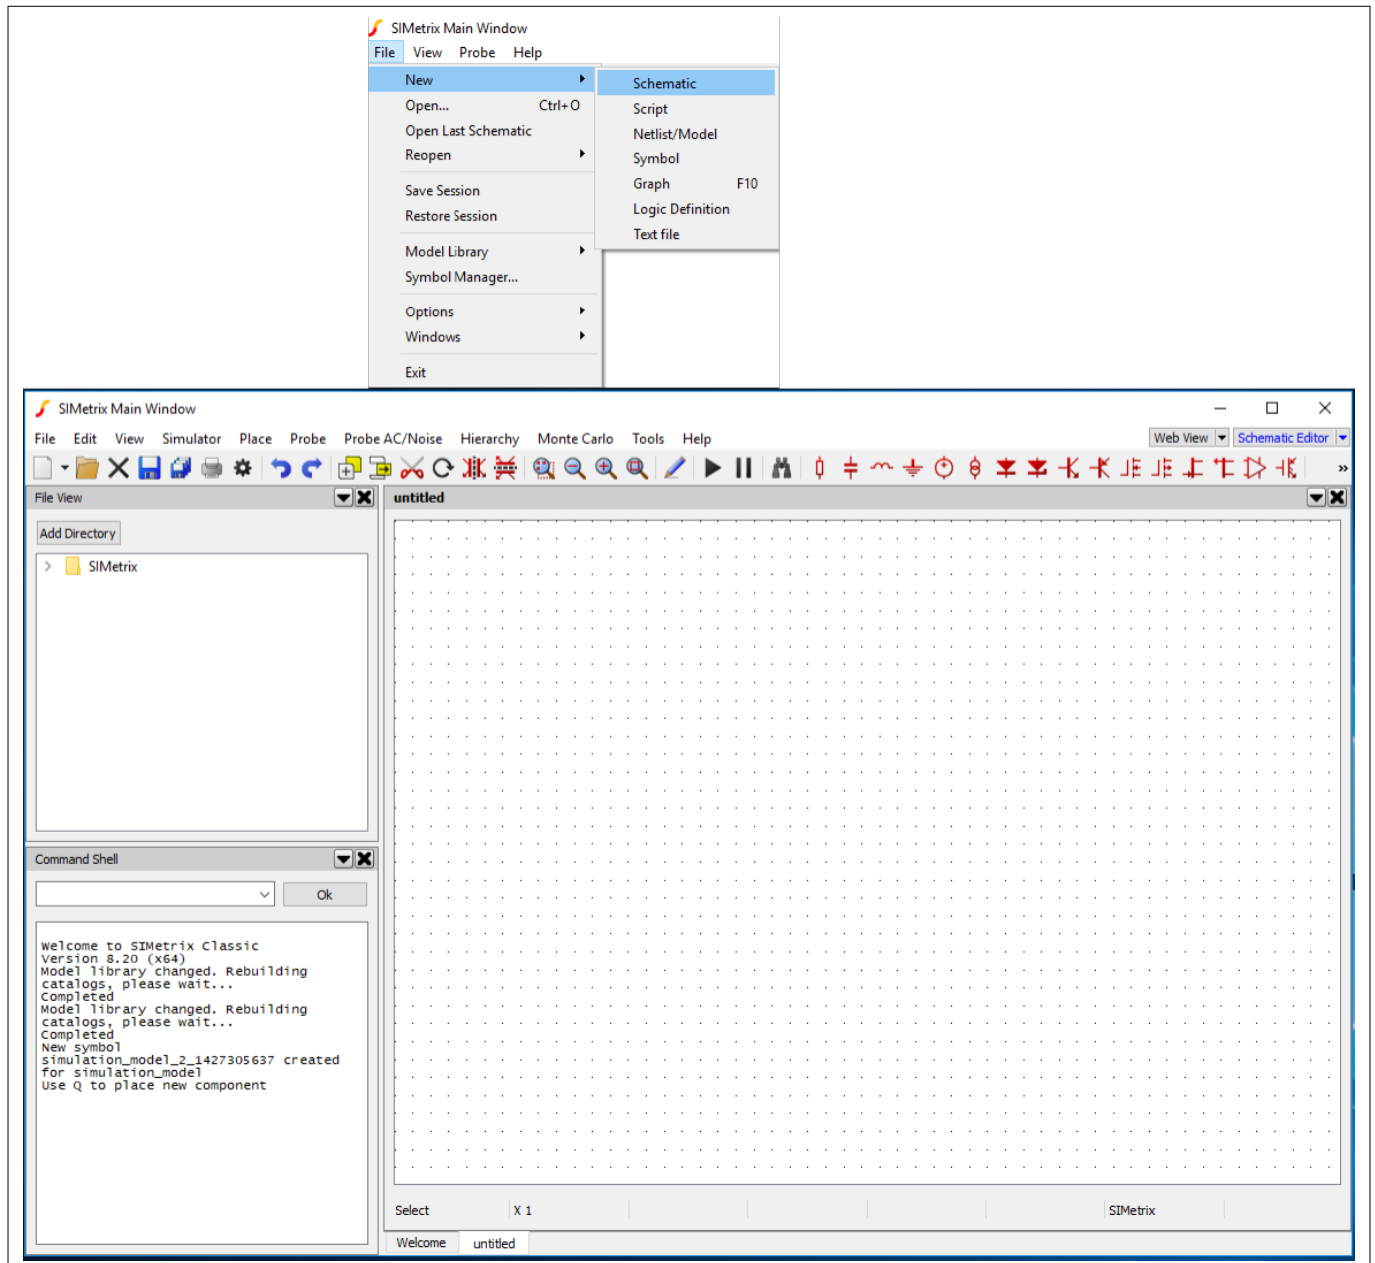 SIMetrix Main Window
File View Probe Help
New
Open... Ctrl+O
Open Last Schematic
Reopen
Save Session
Restore Session
Model Library
Symbol Manager...
Options
Windows
Exit
Schematic
Script
Netlist/Model
Symbol
Graph F10
Logic Definition
Text file
SIMetrix Main Window
File Edit View Simulator Place Probe Probe AC/Noise Hierarchy Monte Carlo Tools Help
Web View Schematic Editor
File View
Add Directory
SIMetrix
Command Shell
Ok
Welcome to SIMetrix Classic
Version 8.20 (x64)
Model library changed. Rebuilding
catalogs, please wait...
Completed
Model library changed. Rebuilding
catalogs, please wait...
Completed
New symbol
simulation_model_2_1427305637 created
for simulation_model
Use Q to place new component
untitled
Select X 1 SIMetrix
Welcome untitled